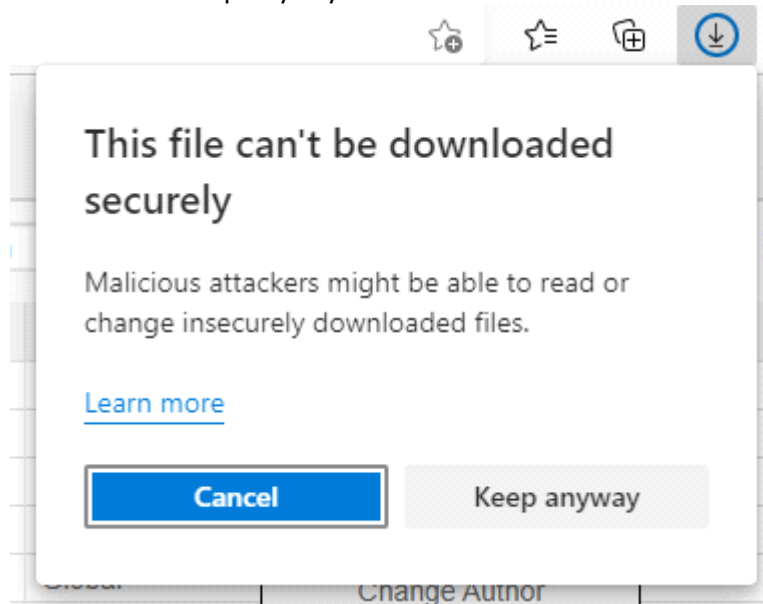 This file can't be downloaded
securely
Malicious attackers might be able to read or
change insecurely downloaded files.
Learn more
Cancel
Keep anyway
Change Author